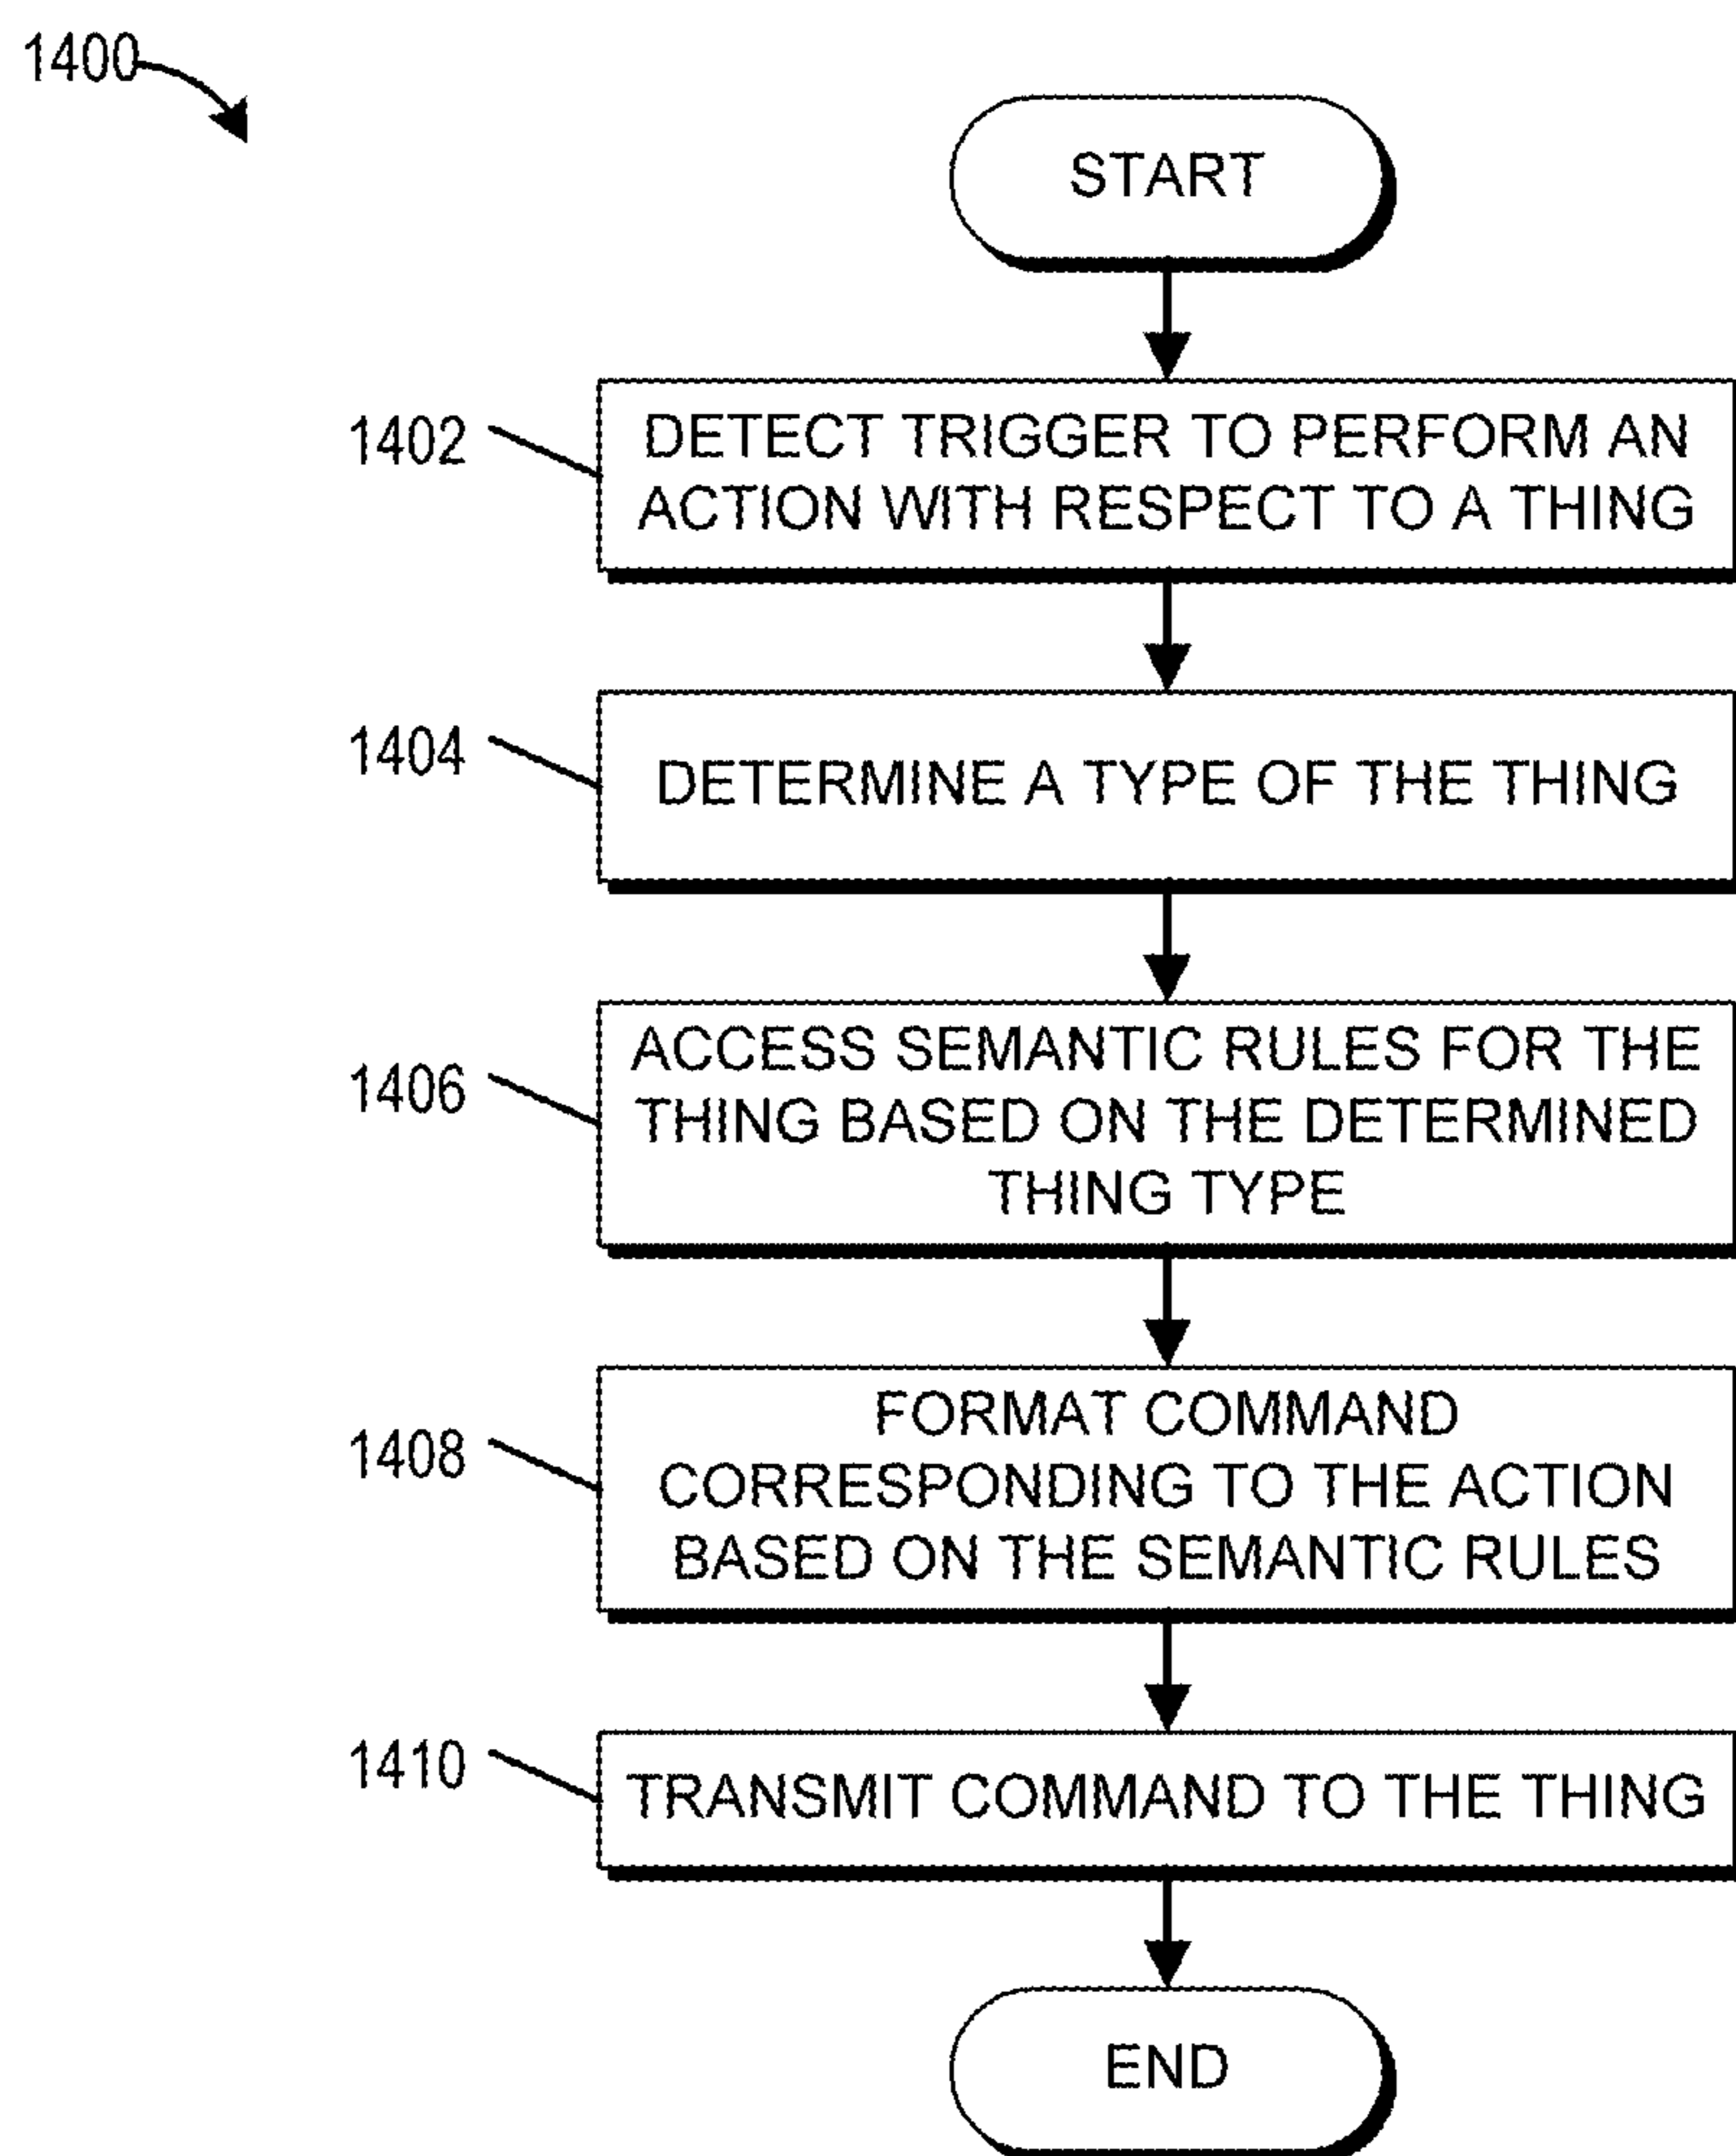 1400
START
1402
DETECT TRIGGER TO PERFORM AN
ACTION WITH RESPECT TO A THING
1404
DETERMINE A TYPE OF THE THING
1406
ACCESS SEMANTIC RULES FOR THE
THING BASED ON THE DETERMINED
THING TYPE
1408
FORMAT COMMAND
CORRESPONDING TO THE ACTION
BASED ON THE SEMANTIC RULES
1410
TRANSMIT COMMAND TO THE THING
END